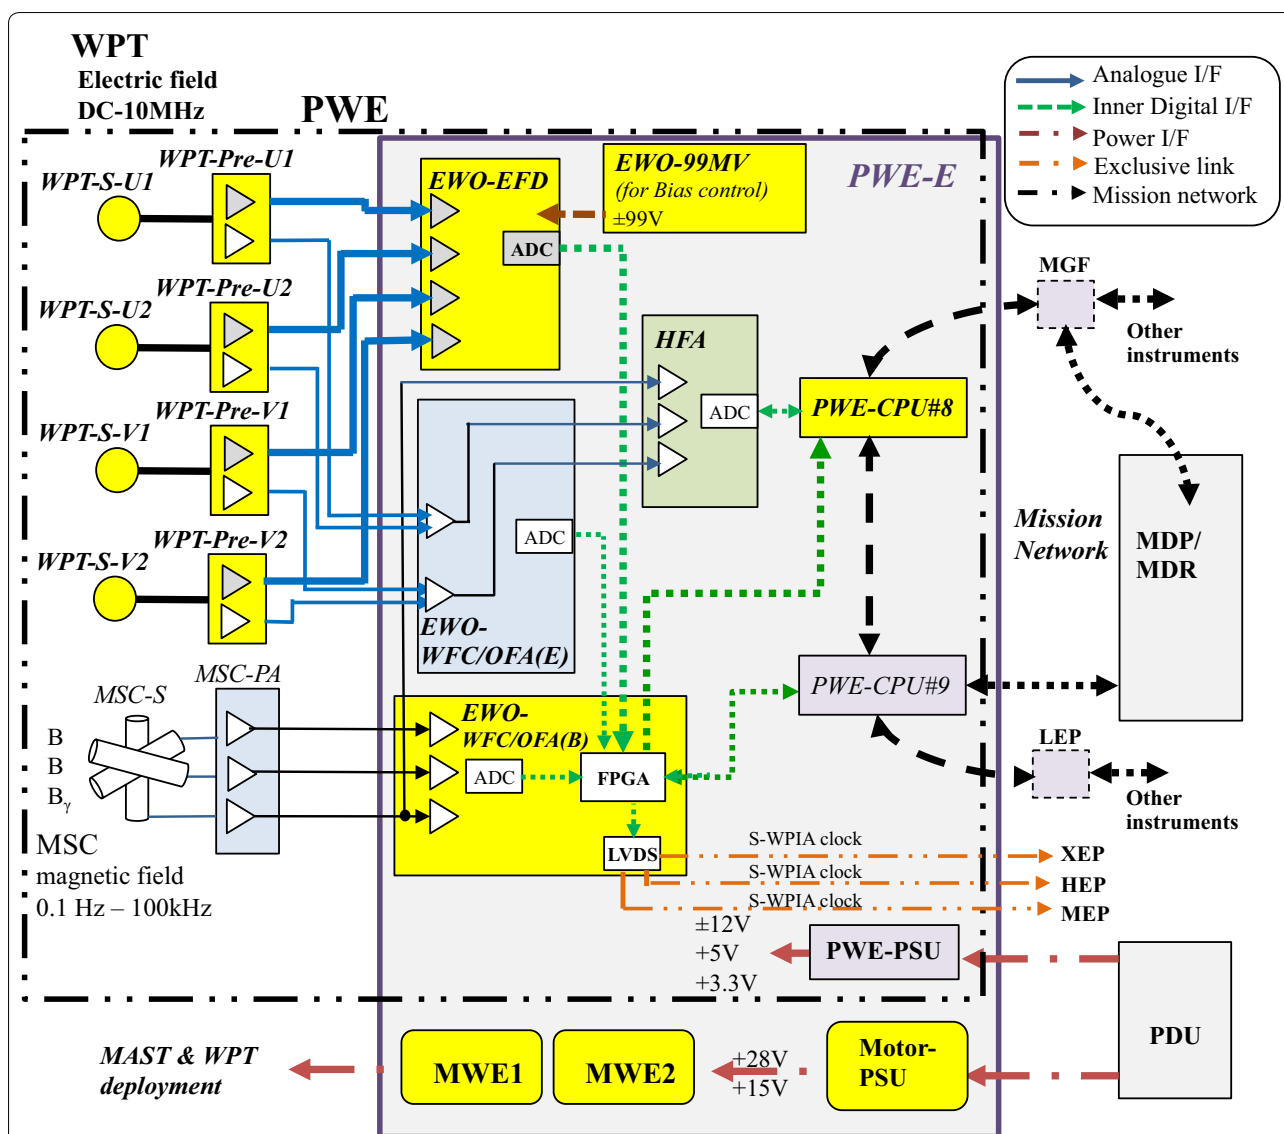 WPT
Electric field
DC-10MHz
PWE
Analogue I/F
Inner Digital I/F
Power I/F
Exclusive link
Mission network
WPT-Pre-U1
WPT-S-U1
EWO-EFD
ADC
EWO-99MV
(for Bias control)
±99V
PWE-E
WPT-Pre-U2
WPT-S-U2
MGF
Other
instruments
HFA
ADC
PWE-CPU#8
WPT-Pre-V1
WPT-S-V1
WPT-Pre-V2
WPT-S-V2
ADC
EWO-
WFC/OFA(E)
Mission
Network
MDP/
MDR
MSC-PA
MSC-S
B
B
Bγ
MSC
magnetic field
0.1 Hz – 100kHz
EWO-
WFC/OFA(B)
ADC
FPGA
LVDS
PWE-CPU#9
LEP
Other
instruments
S-WPIA clock
XEP
S-WPIA clock
HEP
S-WPIA clock
MEP
±12V
+5V
+3.3V
PWE-PSU
PDU
MAST & WPT
deployment
MWE1
MWE2
+28V
+15V
Motor-
PSU